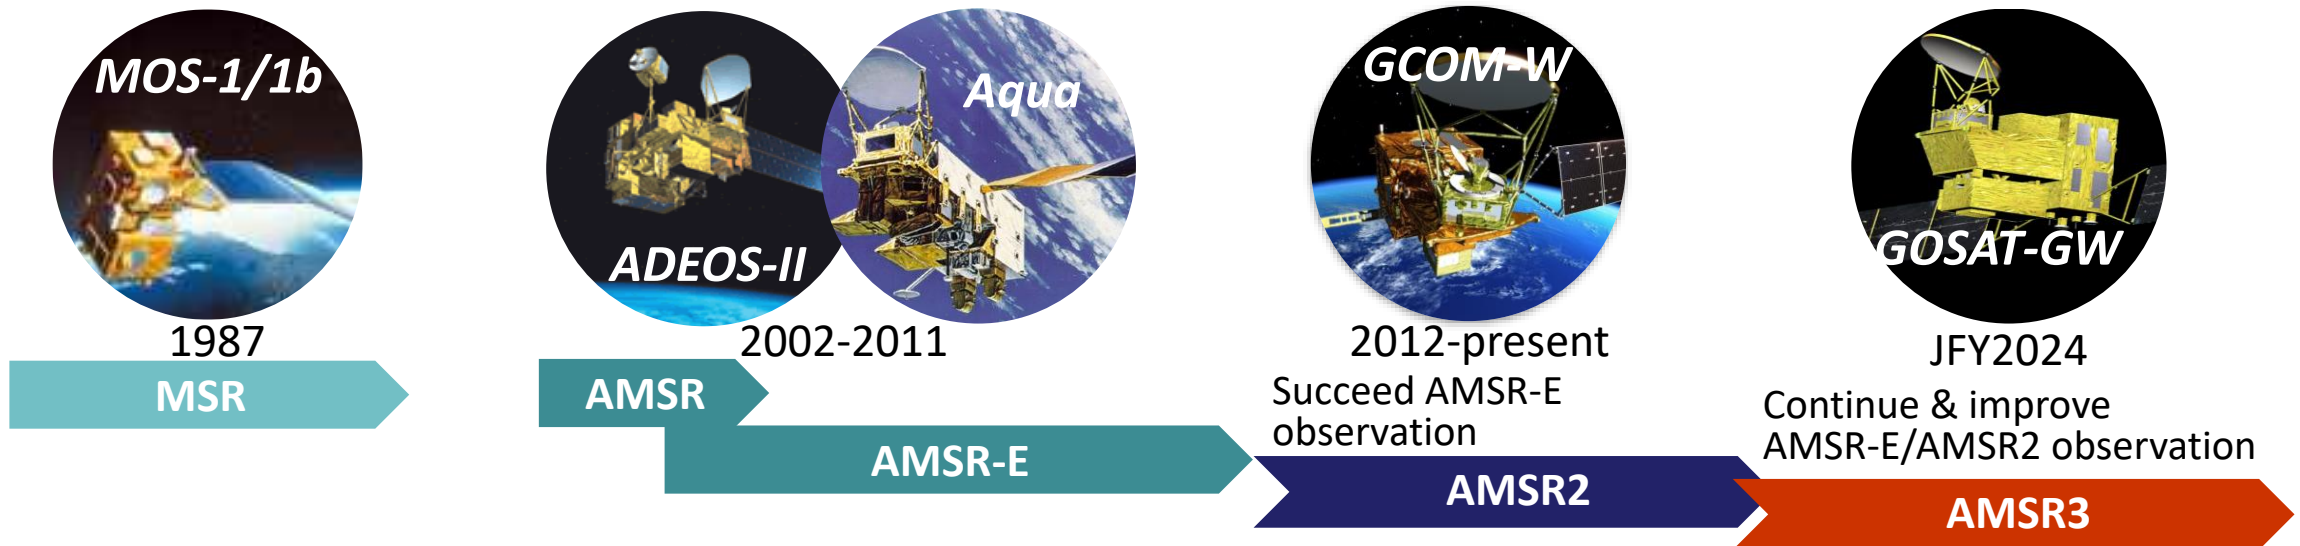 MOS-1/1b
1987
MSR
ADEOS-II
Aqua
2002-2011
AMSR
AMSR-E
GCOM-W
2012-present
Succeed AMSR-E
observation
AMSR2
GOSAT-GW
JFY2024
Continue & improve
AMSR-E/AMSR2 observation
AMSR3